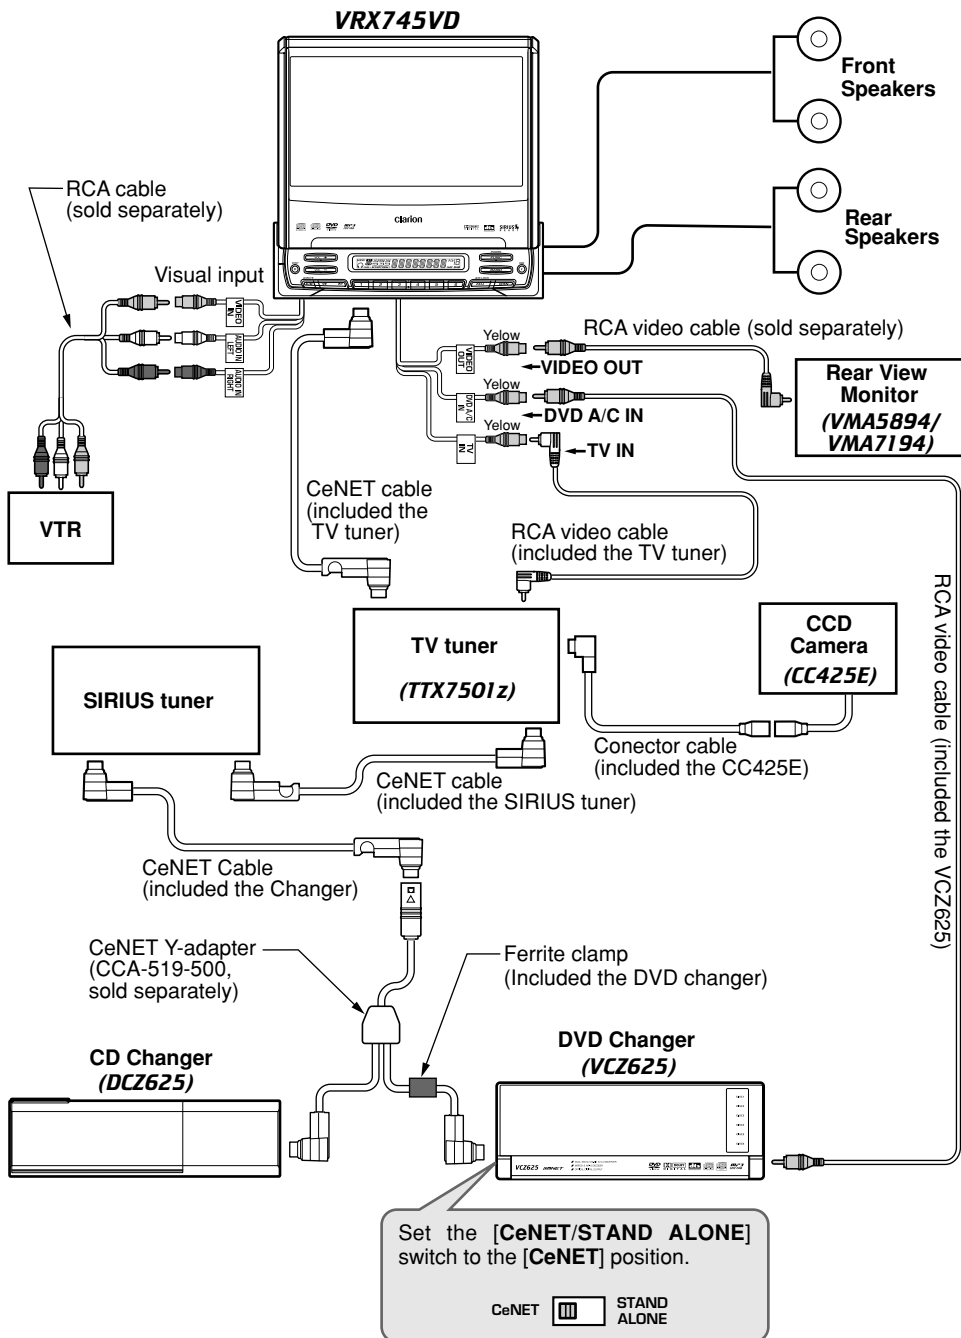 VRX745VD
Front
Speakers
RCA cable
(sold separately)
clarion
Rear
Speakers
Visual input
VIDEO
IN
AUDIO IN
LEFT
AUDIO IN
RIGHT
Yelow
VIDEO
OUT
VIDEO OUT
RCA video cable (sold separately)
Rear View
Monitor
(VMA5894/
VMA7194)
Yelow
DVD A/C
IN
DVD A/C IN
Yelow
TV
IN
TV IN
CeNET cable
(included the
TV tuner)
VTR
RCA video cable
(included the TV tuner)
RCA video cable (included the VCZ625)
TV tuner
(TTX7501z)
CCD
Camera
(CC425E)
SIRIUS tuner
Conector cable
(included the CC425E)
CeNET cable
(included the SIRIUS tuner)
CeNET Cable
(included the Changer)
CeNET Y-adapter
(CCA-519-500,
sold separately)
Ferrite clamp
(Included the DVD changer)
CD Changer
(DCZ625)
DVD Changer
(VCZ625)
VCZ625
Set the [CeNET/STAND ALONE]
switch to the [CeNET] position.
CeNET
STAND
ALONE